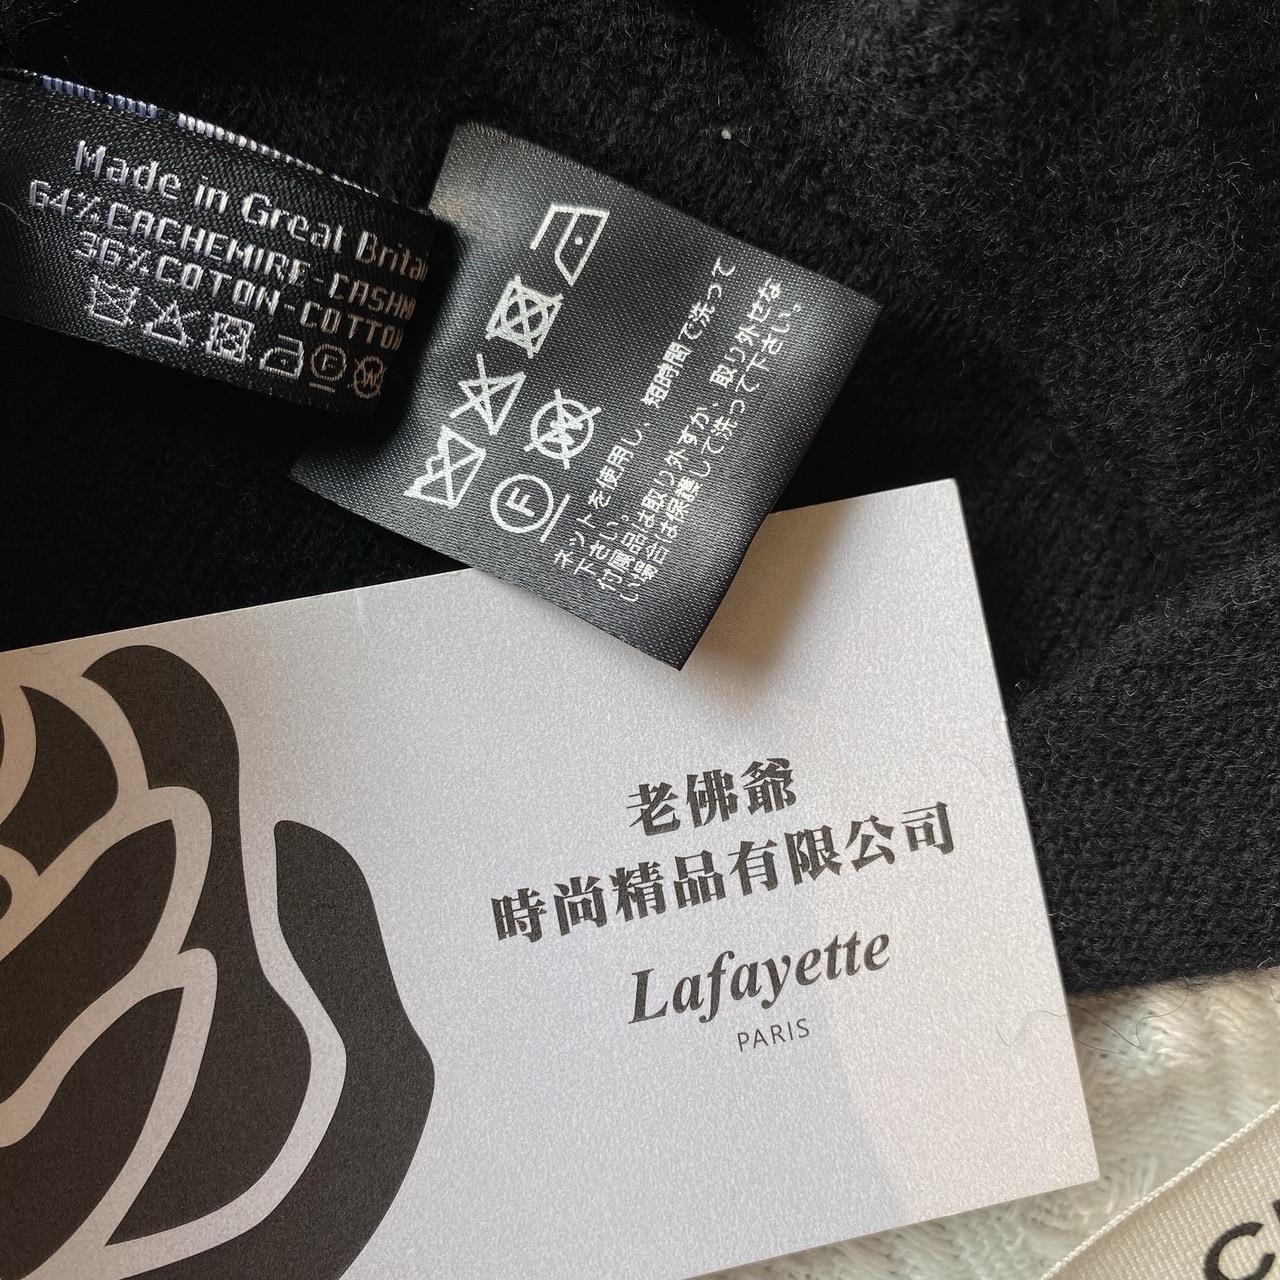 Made in Great Britai
64%CACHEMIRE-CASHM
36%COTON-COTTON
F
W
F
W
ネットを使用し、短時間で洗って
下さい。
付属品は取り外すか、取り外せな
い場合は保護して洗って下さい。
老佛爺
時尚精品有限公司
Lafayette
PARIS
C